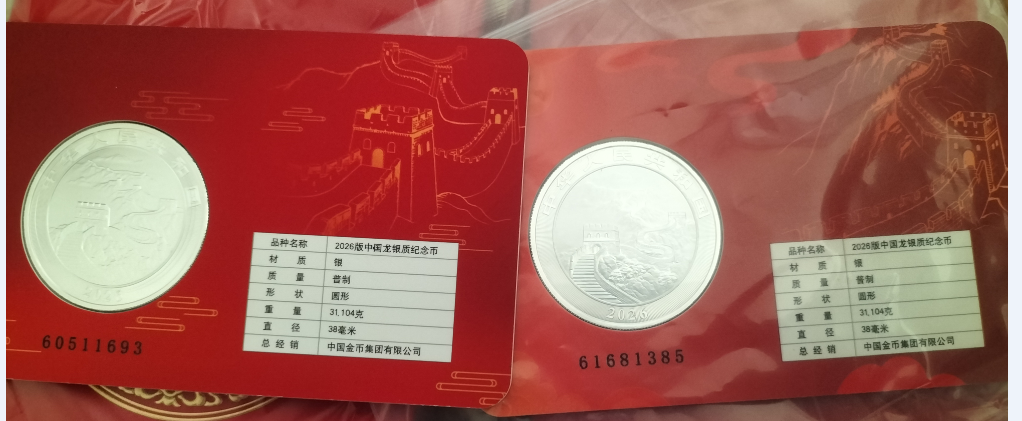 品种名称 2026版中国龙银质纪念币
材 质 银
质 量 普制
形 状 圆形
重 量 31.104克
直 径 38毫米
总经销 中国金币集团有限公司
60511693
2026
品种名称 2026版中国龙银质纪念币
材 质 银
质 量 普制
形 状 圆形
重 量 31.104克
直 径 38毫米
总经销 中国金币集团有限公司
61681385